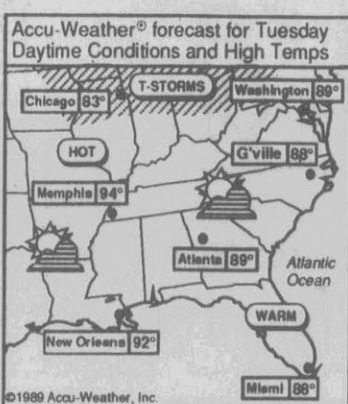 Accu-Weather® forecast for Tuesday
Daytime Conditions and High Temps
T-STORMS
Chicago 83°
Washington 89°
HOT
G'ville 88°
Memphis 94°
Atlanta 89°
Atlantic
Ocean
WARM
New Orleans 92°
Miami 88°
©1989 Accu-Weather, Inc.